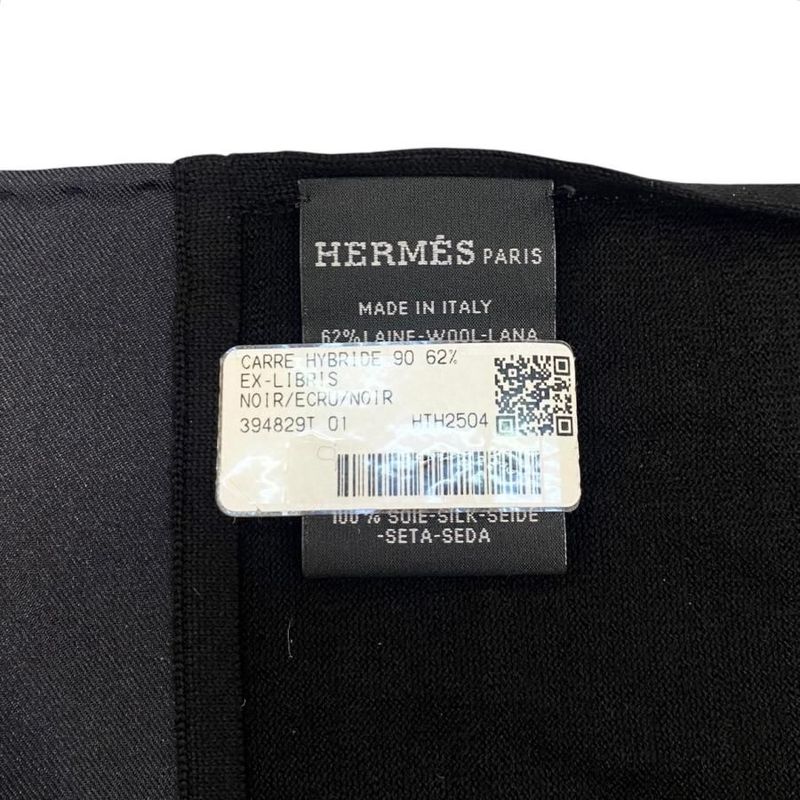 HERMÈS PARIS
MADE IN ITALY
62% LAINE-WOOL-LANA
CARRE HYBRIDE 90 62%
EX-LIBRIS
NOIR/ECRU/NOIR
394829T 01 HTH2504
100 % SOIE-SILK-SEIDE
-SETA-SEDA